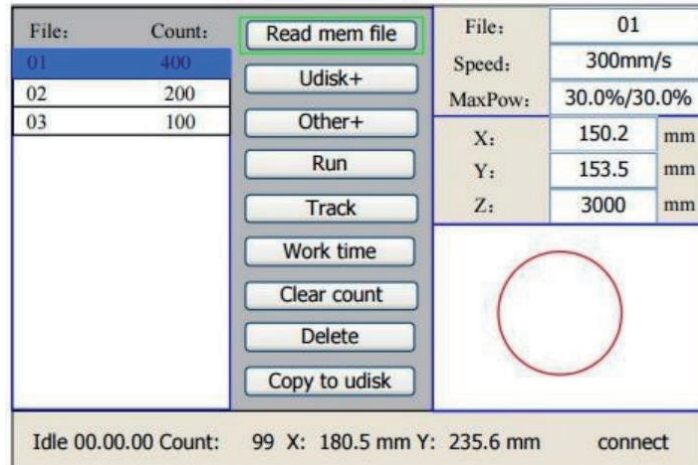 File: Count:
01 400
02 200
03 100
Read mem file
Udisk+
Other+
Run
Track
Work time
Clear count
Delete
Copy to udisk
File: 01
Speed: 300mm/s
MaxPow: 30.0%/30.0%
X: 150.2 mm
Y: 153.5 mm
Z: 3000 mm
Idle 00.00.00 Count: 99 X: 180.5 mm Y: 235.6 mm connect